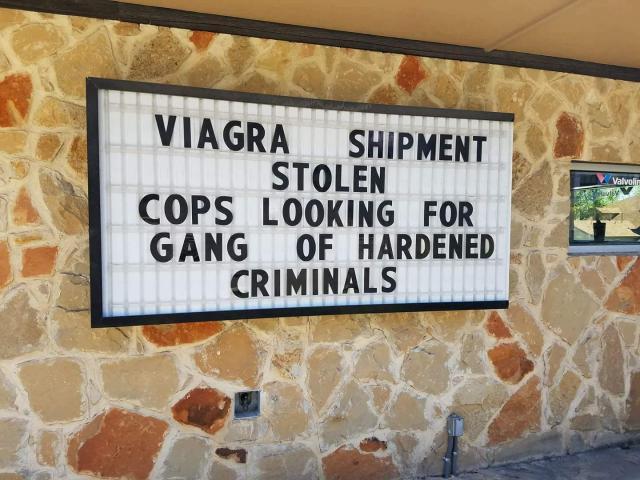 VIAGRA SHIPMENT
STOLEN
COPS LOOKING FOR
GANG OF HARDENED
CRIMINALS